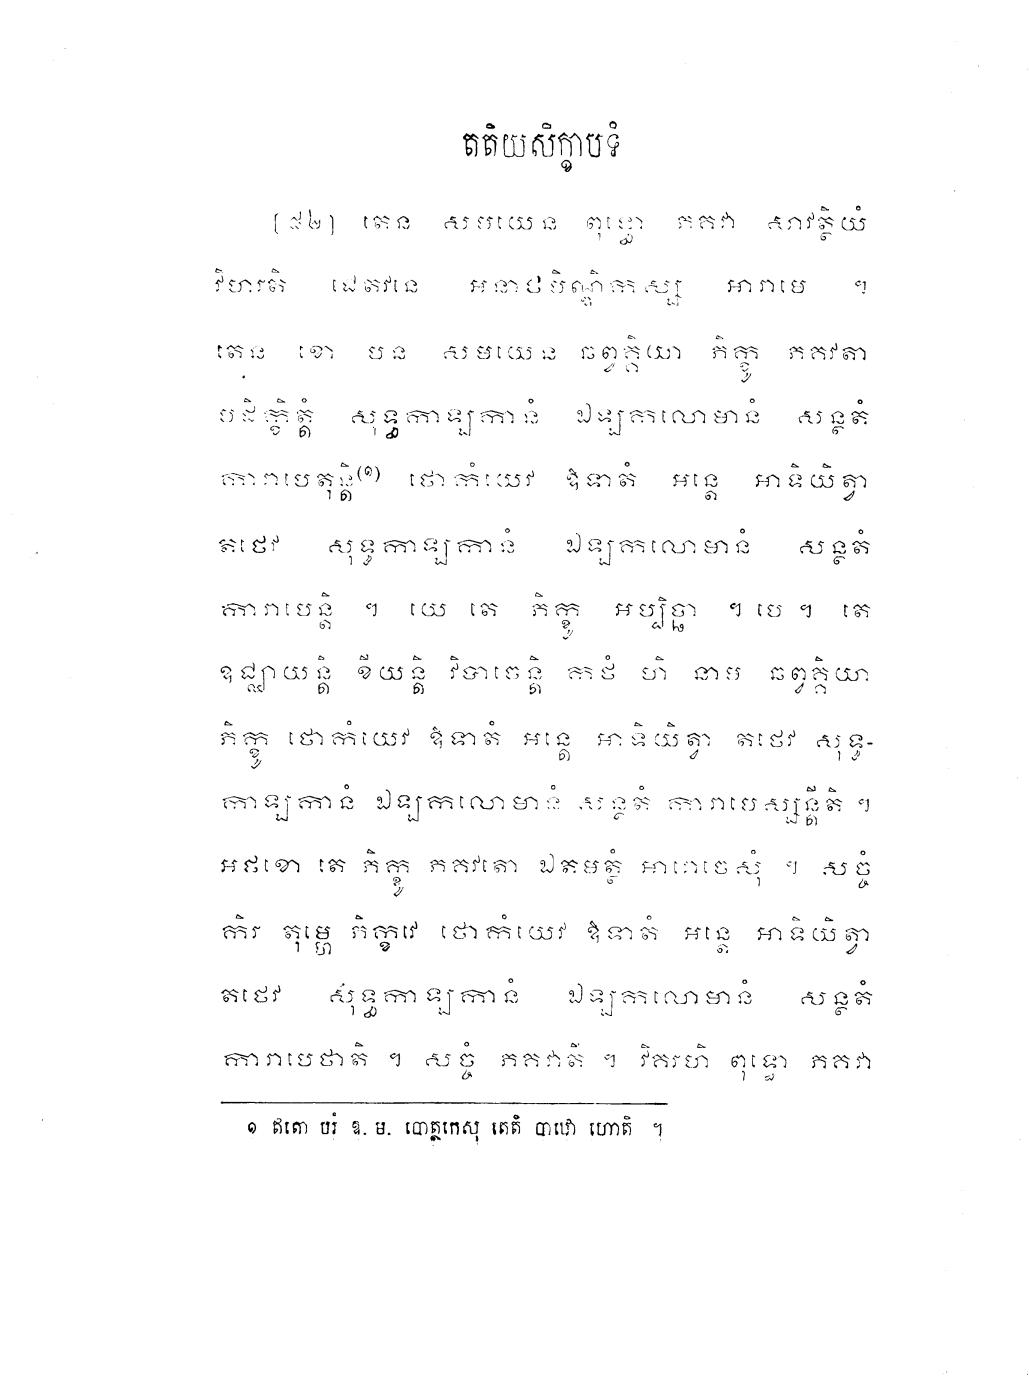 តតិយសិក្ខាបទំ
[៩២] តេន សមយេន ពុទ្ធោ ភគវា សាវត្ថិយំ
វិហរតិ ជេតវនេ អនាថបិណ្ឌិកស្ស អារាមេ ។
តេន ខោ បន សមយេន ឆព្វគ្គិយា ភិក្ខូ ភគវតា
បដិក្ខិត្តំ សុទ្ធកាឡកានំ ឯឡកលោមានំ សន្ថតំ
ការាបេតុន្តិ(១) ថោកំយេវ ឱទាតំ អន្តេ អាទិយិត្វា
តថេវ សុទ្ធកាឡកានំ ឯឡកលោមានំ សន្ថតំ
ការាបេន្តិ ។ យេ តេ ភិក្ខូ អប្បិច្ឆា ។ បេ ។ តេ
ឧជ្ឈាយន្តិ ខីយន្តិ វិបាចេន្តិ កថំ ហិ នាម ឆព្វគ្គិយា
ភិក្ខូ ថោកំយេវ ឱទាតំ អន្តេ អាទិយិត្វា តថេវ សុទ្ធ-
កាឡកានំ ឯឡកលោមានំ សន្ថតំ ការាបេស្សន្តីតិ ។
អថខោ តេ ភិក្ខូ ភគវតោ ឯតមត្ថំ អារោចេសុំ ។ សច្ចំ
កិរ តុម្ហេ ភិក្ខវេ ថោកំយេវ ឱទាតំ អន្តេ អាទិយិត្វា
តថេវ សុទ្ធកាឡកានំ ឯឡកលោមានំ សន្ថតំ
ការាបេថាតិ ។ សច្ចំ ភគវាតិ ។ វិគរហិ ពុទ្ធោ ភគវា
១ ឥតោ បរំ ឱ. ម. បោត្ថកេសុ តេតិ បាឋោ ហោតិ ។